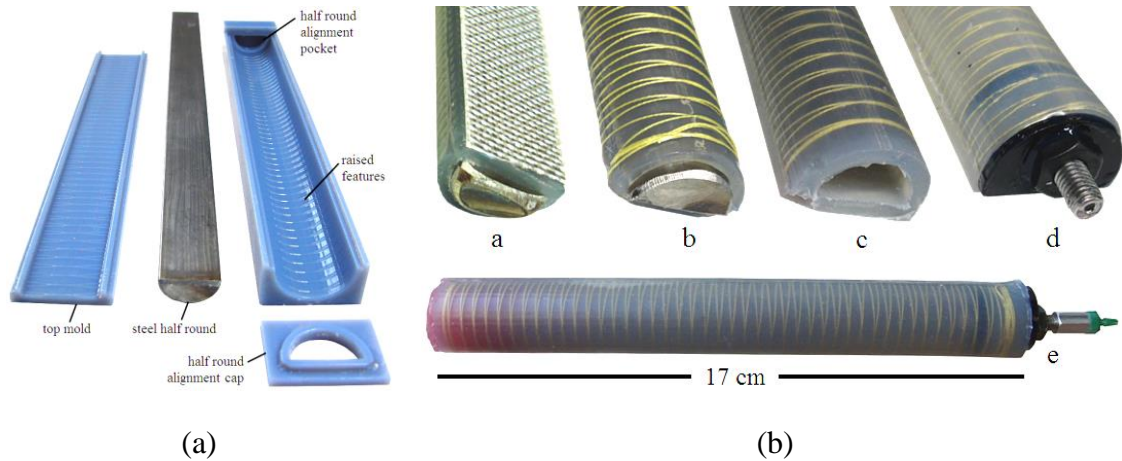 half round
alignment
pocket
raised
features
top mold
steel half round
half round
alignment cap
(a)
a
b
c
d
e
17 cm
(b)